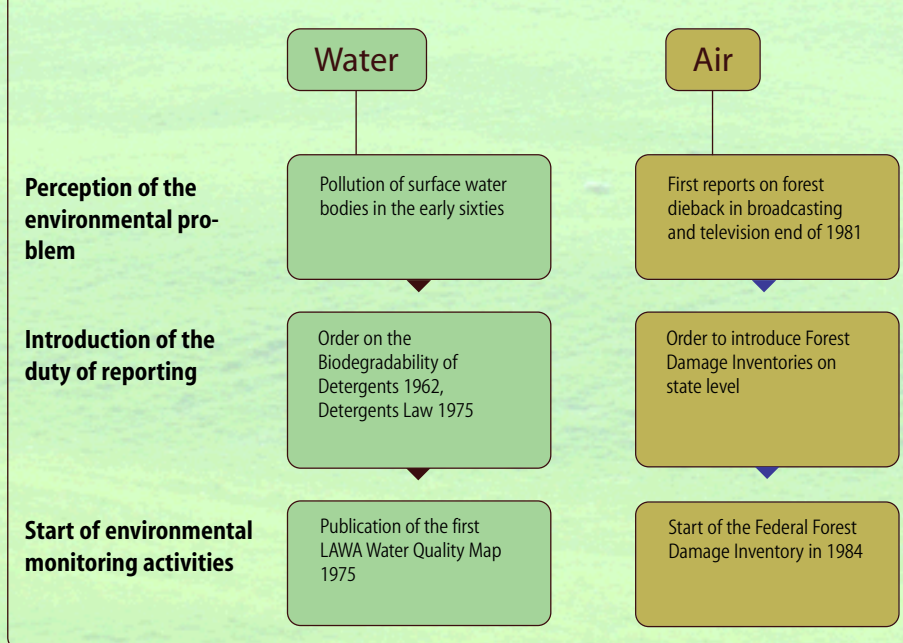 Water
Air
Perception of the
environmental pro-
blem
Pollution of surface water
bodies in the early sixties
First reports on forest
dieback in broadcasting
and television end of 1981
Introduction of the
duty of reporting
Order on the
Biodegradability of
Detergents 1962,
Detergents Law 1975
Order to introduce Forest
Damage Inventories on
state level
Start of environmental
monitoring activities
Publication of the first
LAWA Water Quality Map
1975
Start of the Federal Forest
Damage Inventory in 1984